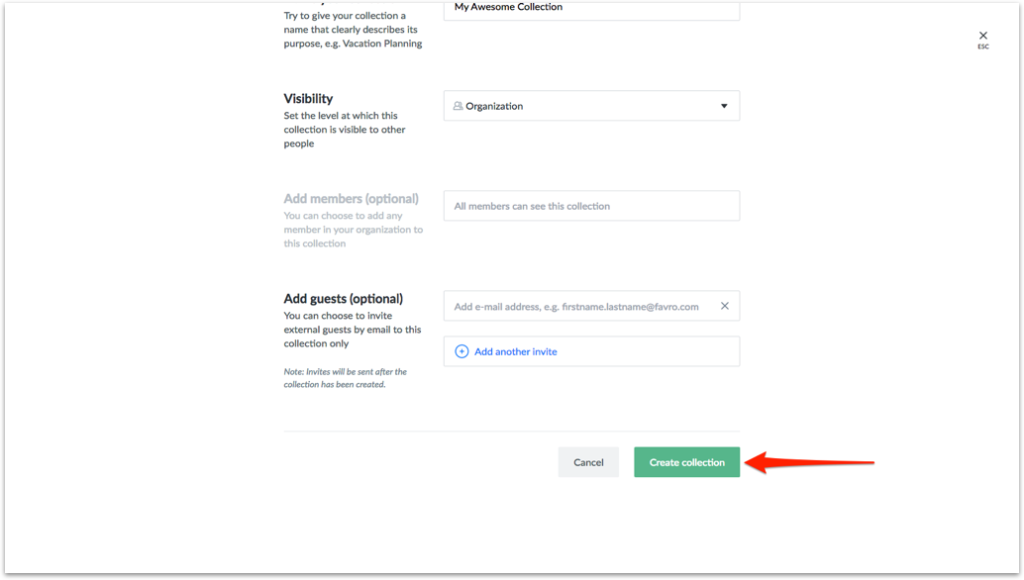 Try to give your collection a
name that clearly describes its
purpose, e.g. Vacation Planning
My Awesome Collection
ESC
Visibility
Set the level at which this
collection is visible to other
people
Organization
Add members (optional)
You can choose to add any
member in your organization to
this collection
All members can see this collection
Add guests (optional)
You can choose to invite
external guests by email to this
collection only
Note: Invites will be sent after the
collection has been created.
Add e-mail address, e.g. firstname.lastname@favro.com
Add another invite
Cancel
Create collection